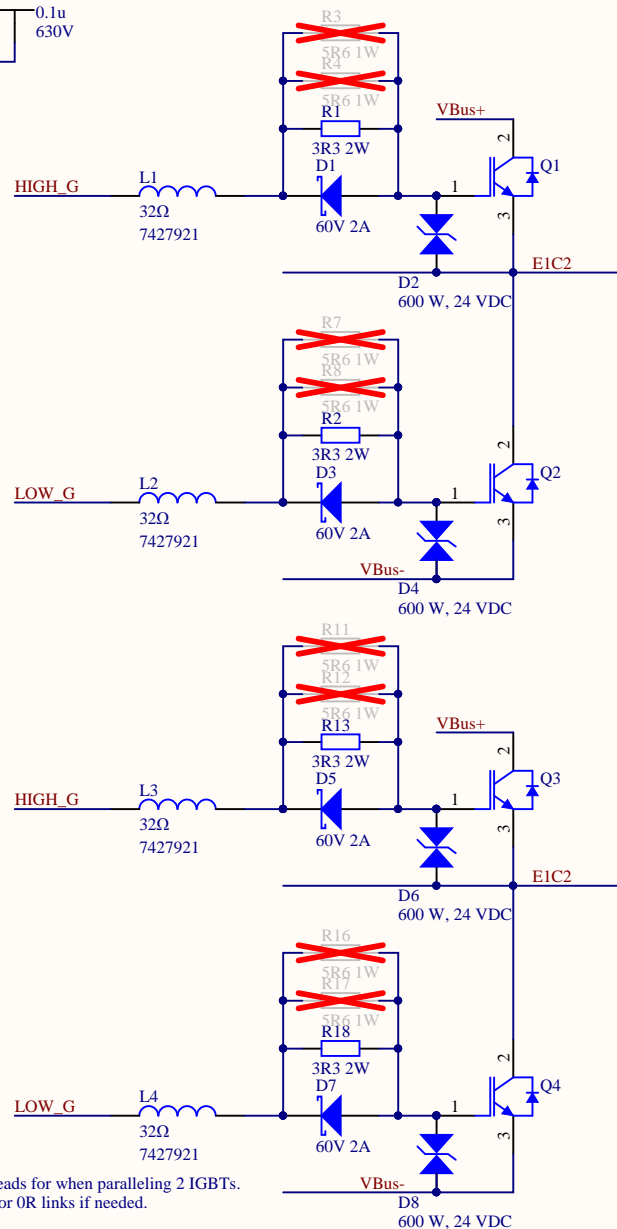 0.1u
630V
R3
5R6 1W
R4
5R6 1W
R1
3R3 2W
D1
60V 2A
VBus+
2
Q1
HIGH_G
L1
32Ω
7427921
1
3
E1C2
D2
600 W, 24 VDC
R7
5R6 1W
R8
5R6 1W
R2
3R3 2W
D3
60V 2A
2
Q2
LOW_G
L2
32Ω
7427921
1
3
VBus-
D4
600 W, 24 VDC
R11
5R6 1W
R12
5R6 1W
R13
3R3 2W
D5
60V 2A
VBus+
2
Q3
HIGH_G
L3
32Ω
7427921
1
3
E1C2
D6
600 W, 24 VDC
R16
5R6 1W
R17
5R6 1W
R18
3R3 2W
D7
60V 2A
2
Q4
LOW_G
L4
32Ω
7427921
1
3
eads for when paralleling 2 IGBTs.
or 0R links if needed.
VBus-
D8
600 W, 24 VDC